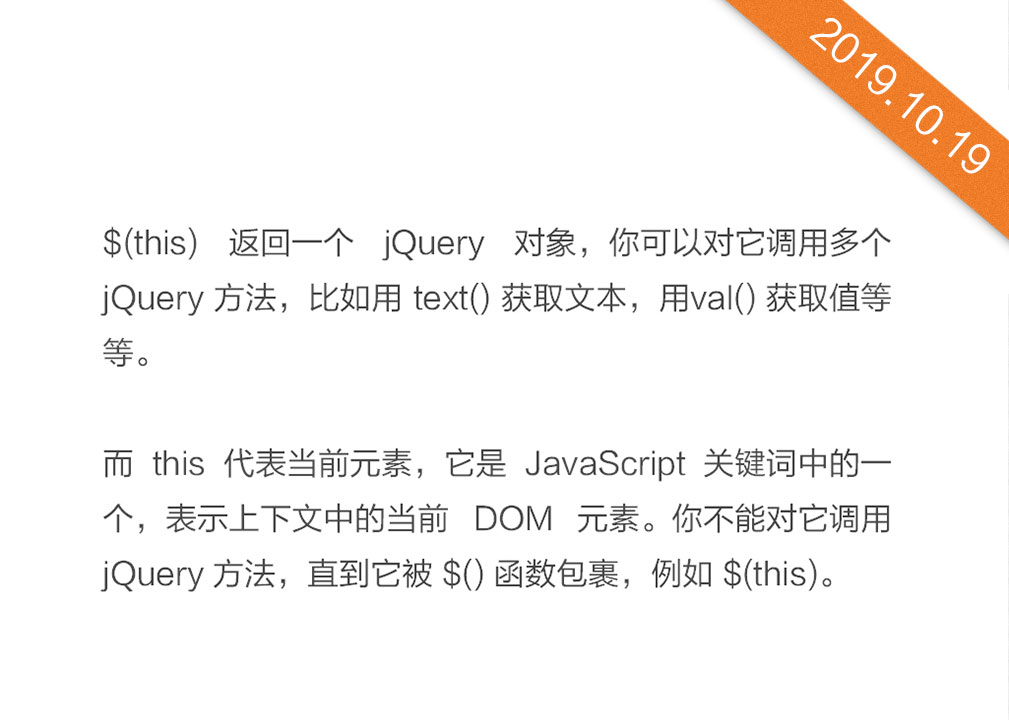 2019.10.19
$(this) 返回一个 jQuery 对象，你可以对它调用多个
jQuery 方法，比如用 text() 获取文本，用val() 获取值等
等。
而 this 代表当前元素，它是 JavaScript 关键词中的一
个，表示上下文中的当前 DOM 元素。你不能对它调用
jQuery 方法，直到它被 $() 函数包裹，例如 $(this)。